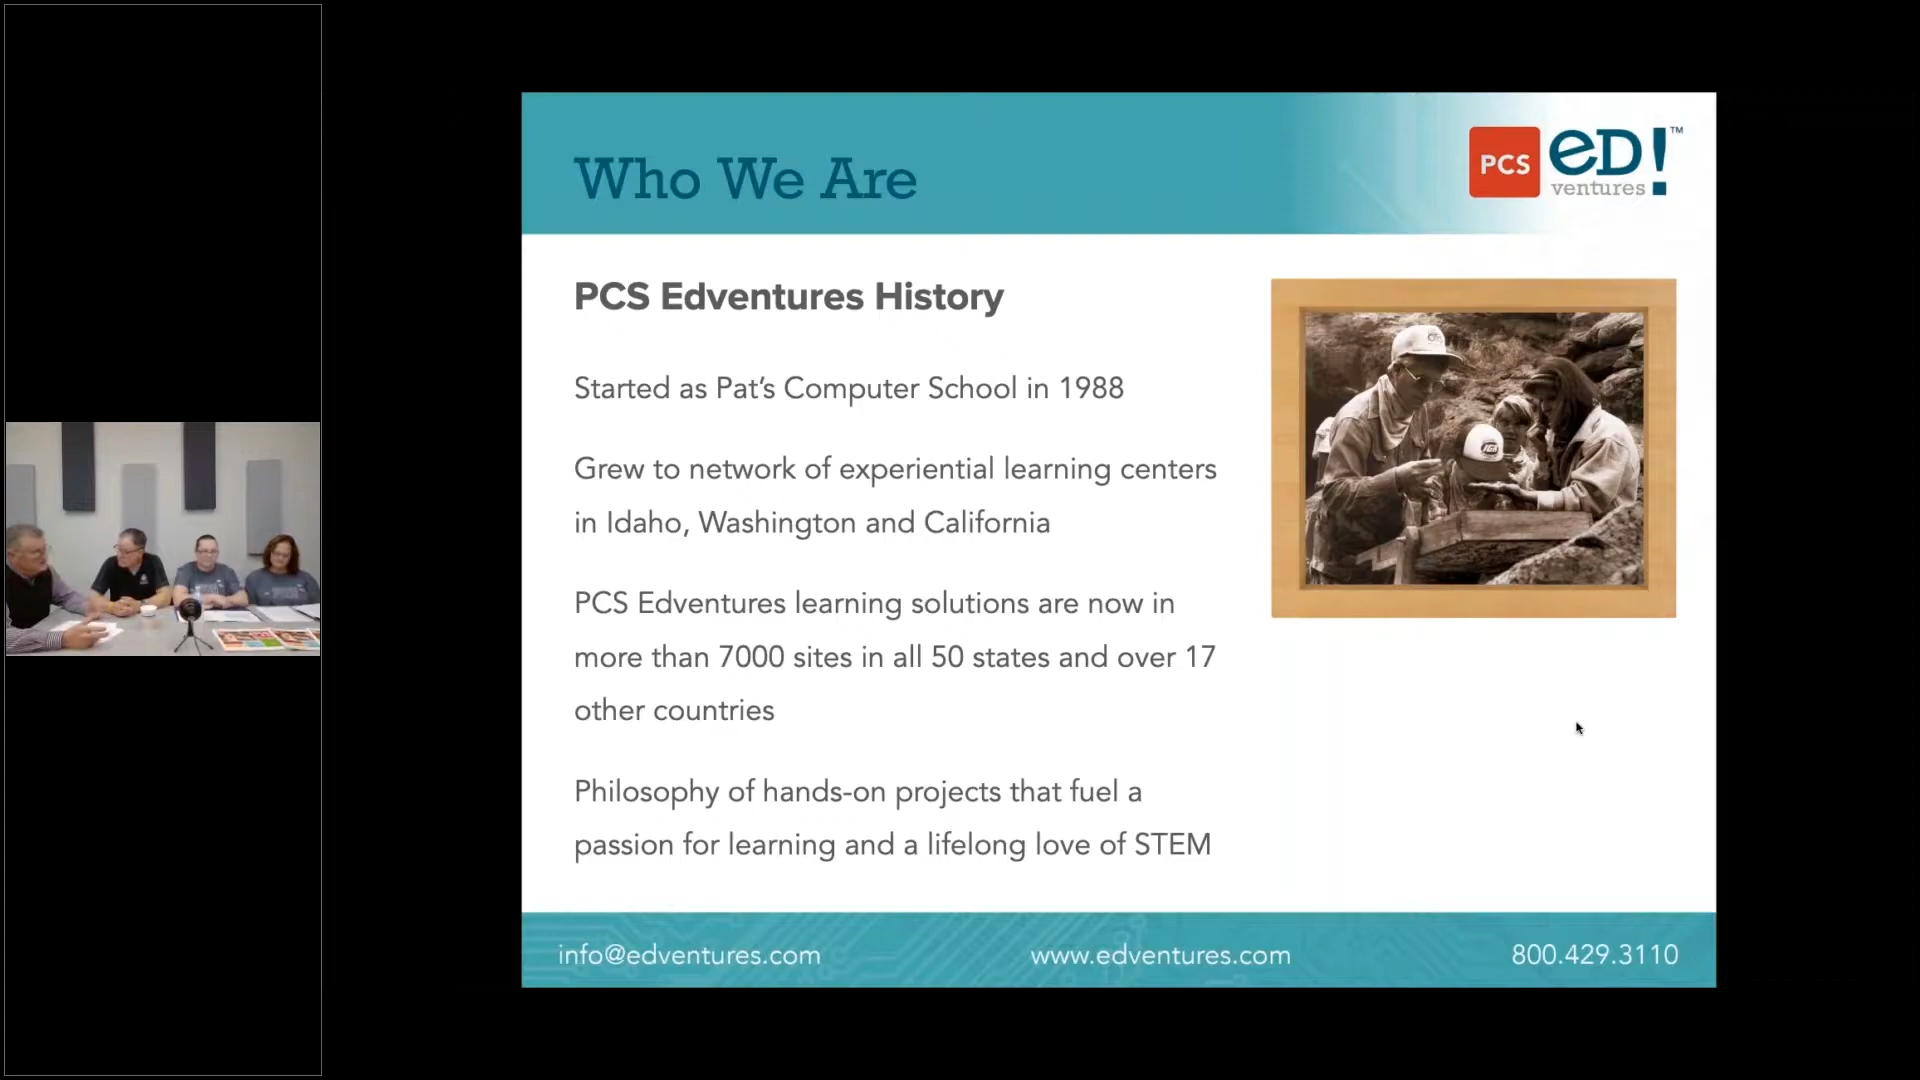 Who We Are
PCS
eD!™
ventures
PCS Edventures History
Started as Pat's Computer School in 1988
Grew to network of experiential learning centers
in Idaho, Washington and California
PCS Edventures learning solutions are now in
more than 7000 sites in all 50 states and over 17
other countries
Philosophy of hands-on projects that fuel a
passion for learning and a lifelong love of STEM
info@edventures.com
www.edventures.com
800.429.3110